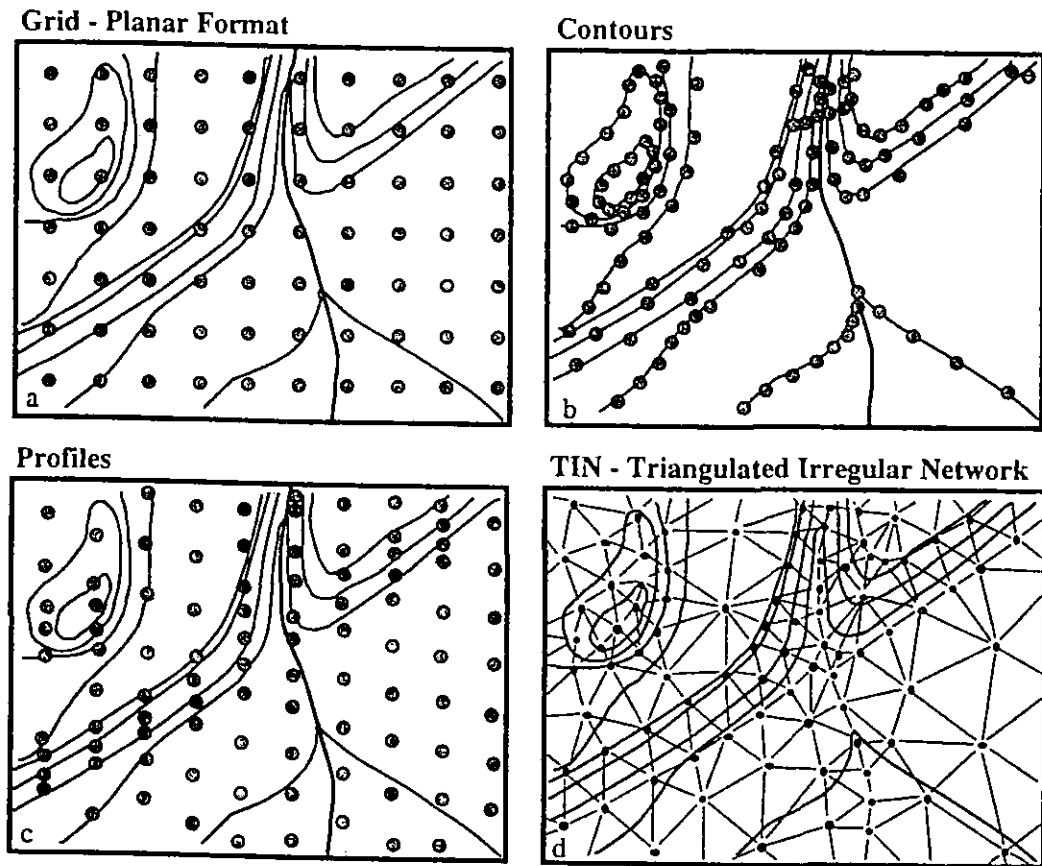 Grid - Planar Format
Contours
a
b
Profiles
TIN - Triangulated Irregular Network
c
d